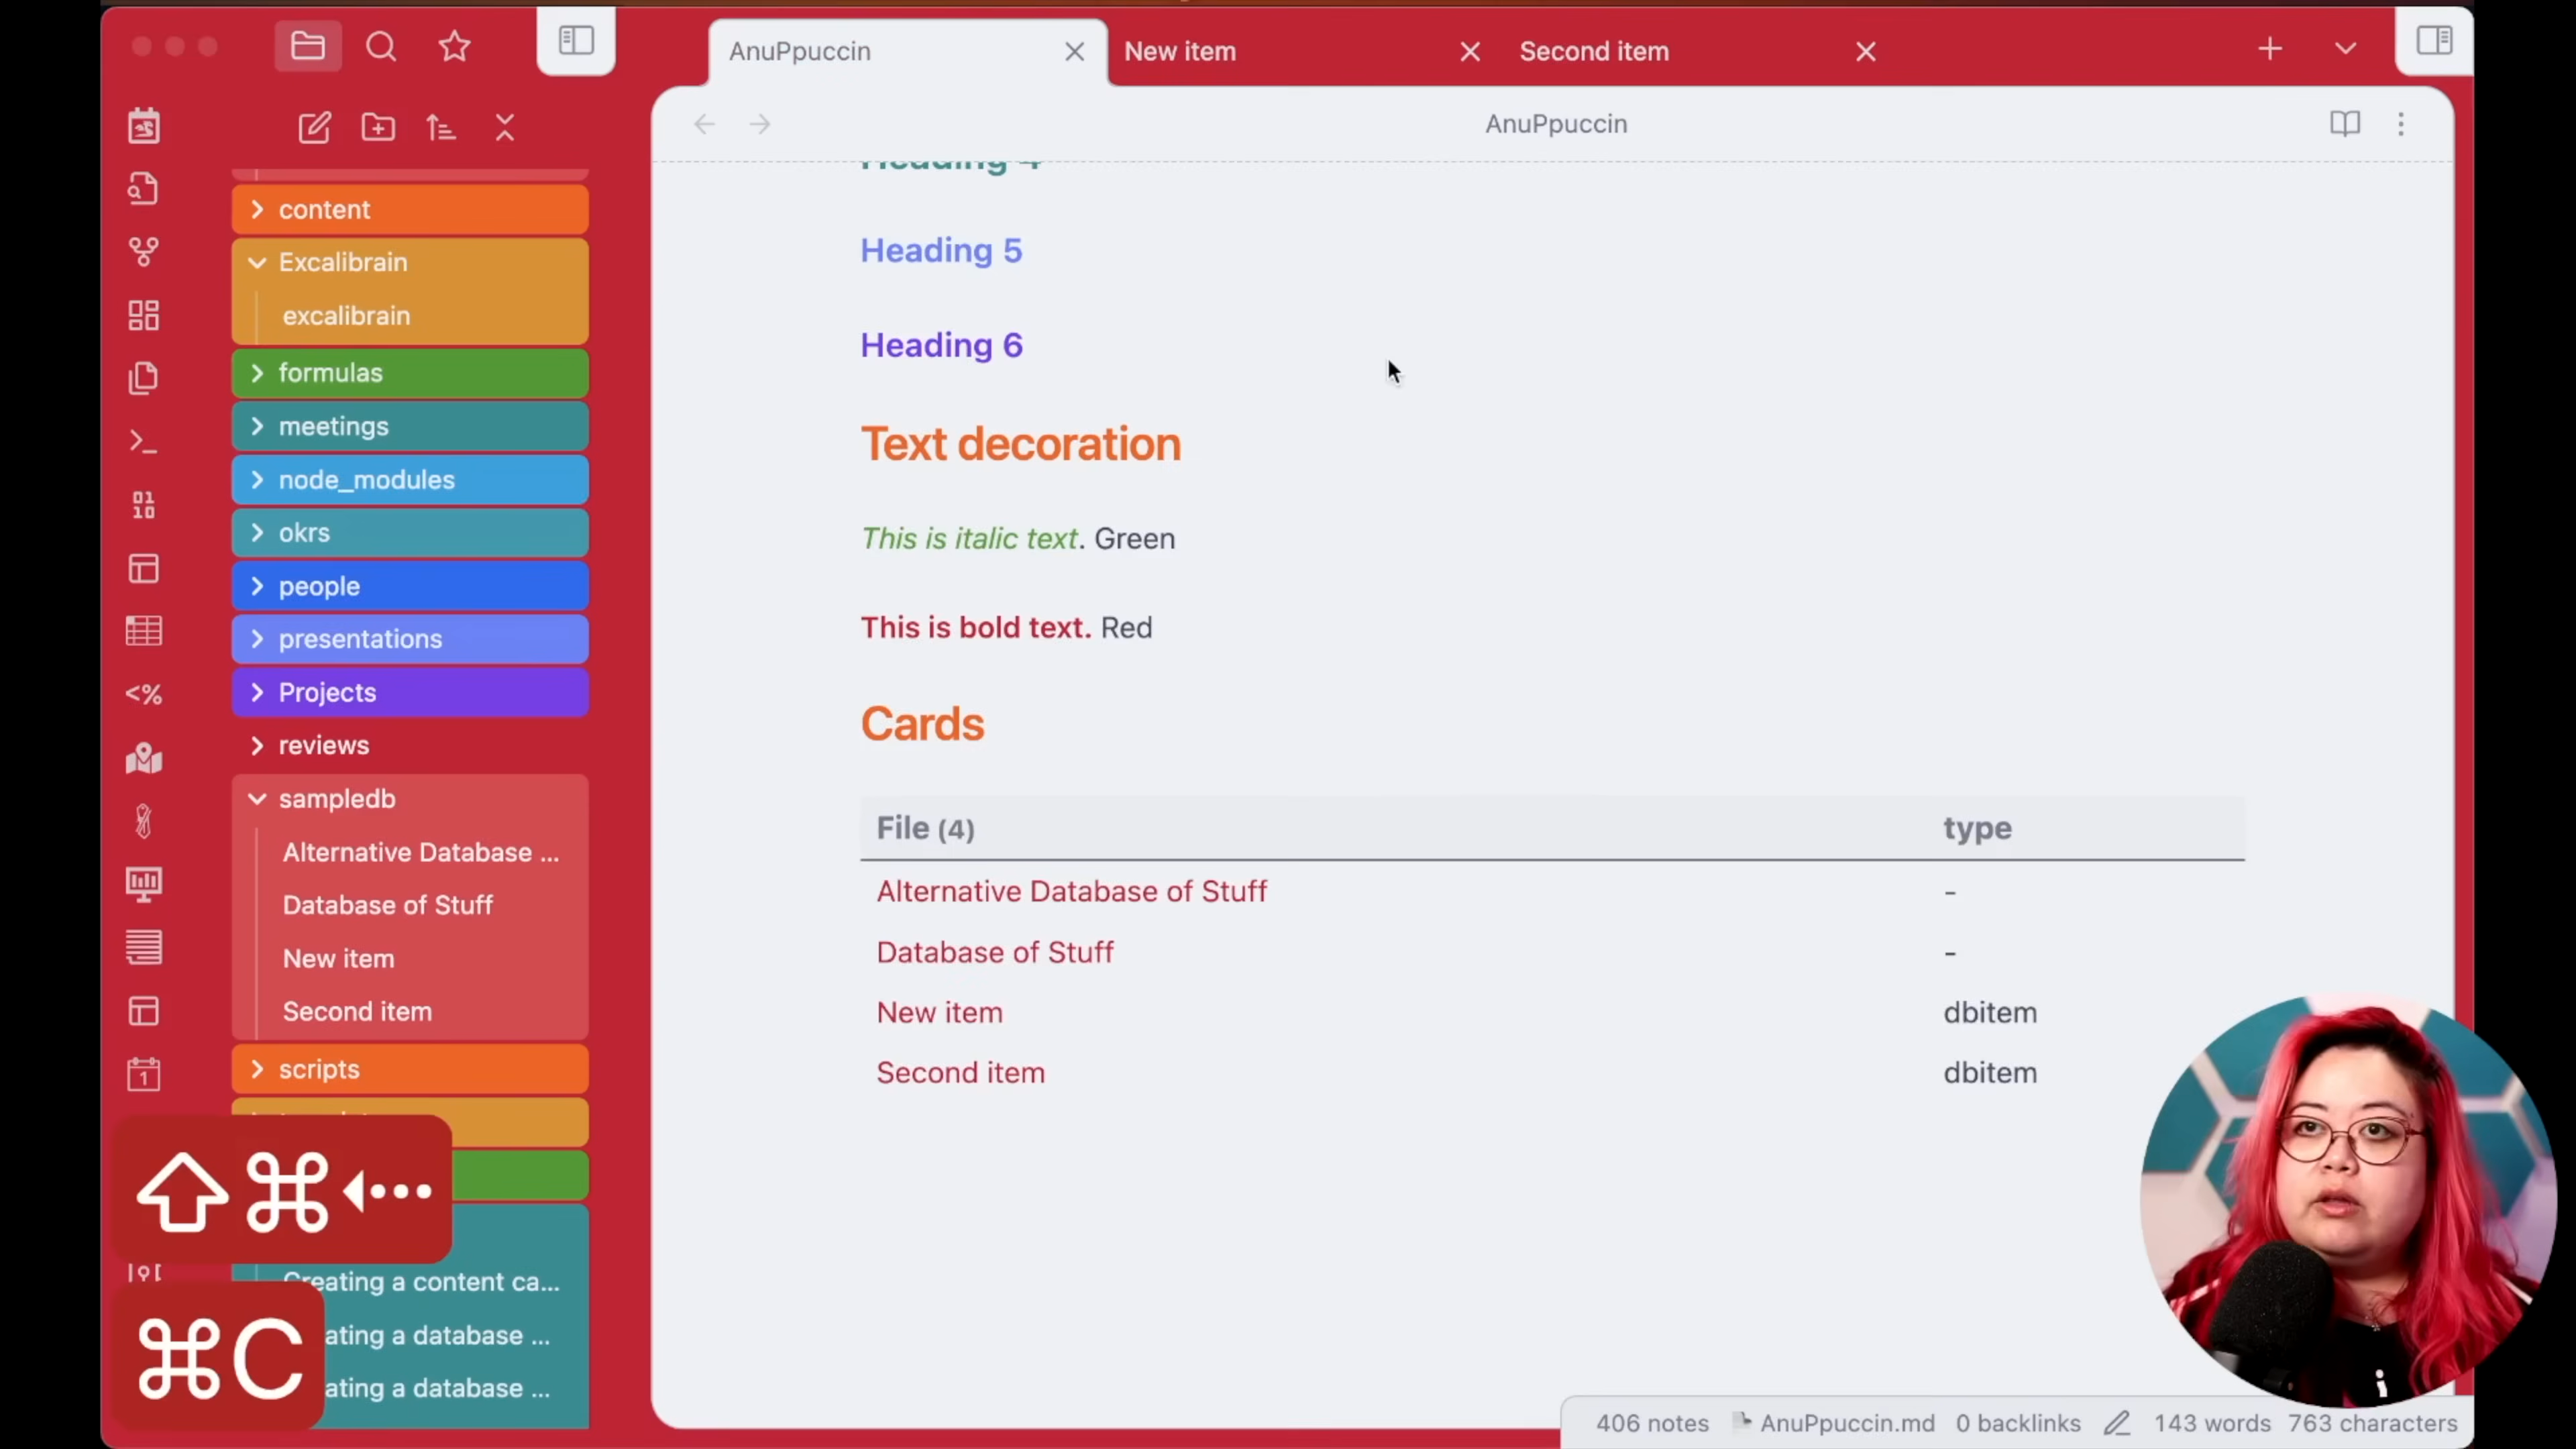 AnuPpuccin
New item
Second item
AnuPpuccin
content
Excalibrain
excalibrain
formulas
meetings
node_modules
okrs
people
presentations
Projects
reviews
sampledb
Alternative Database ...
Database of Stuff
New item
Second item
scripts
Creating a content ca...
ating a database ...
ating a database ...
⇧⌘◂···
⌘C
Heading 4
Heading 5
Heading 6
Text decoration
This is italic text. Green
This is bold text. Red
Cards
File (4) type
Alternative Database of Stuff -
Database of Stuff -
New item dbitem
Second item dbitem
406 notes AnuPpuccin.md 0 backlinks 143 words 763 characters